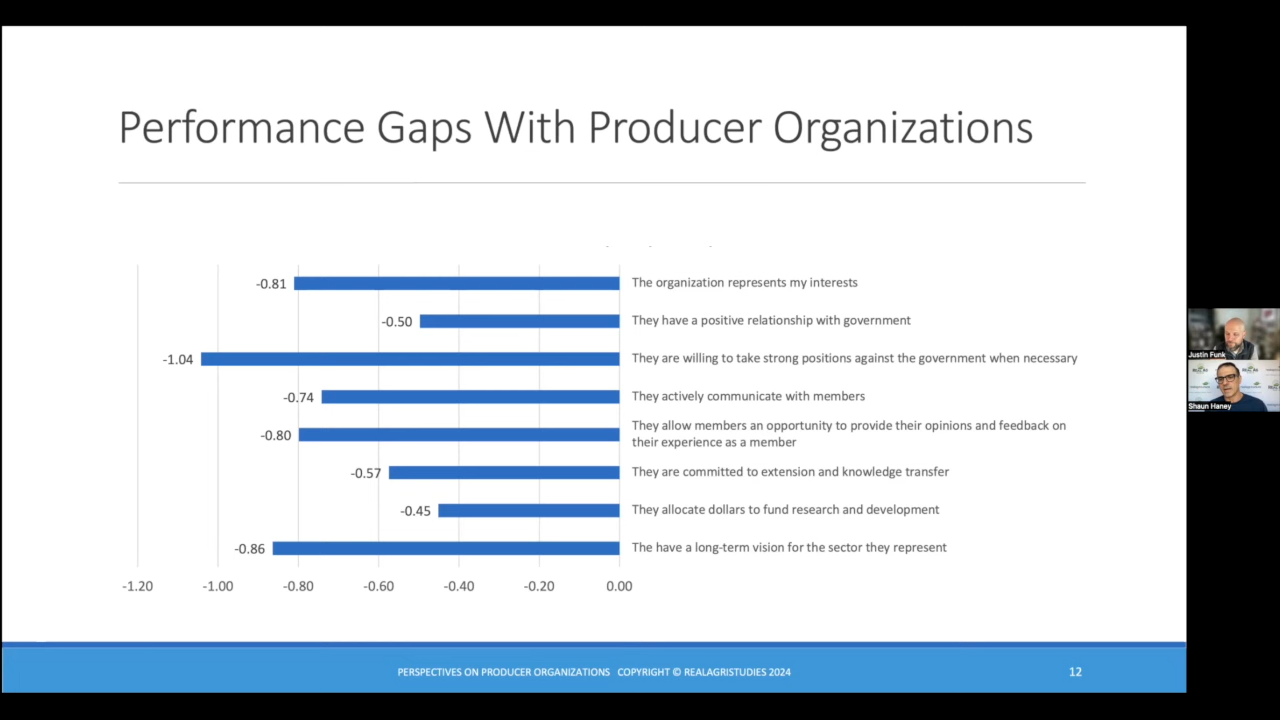 Performance Gaps With Producer Organizations
-0.81 The organization represents my interests
-0.50 They have a positive relationship with government
-1.04 They are willing to take strong positions against the government when necessary
-0.74 They actively communicate with members
-0.80 They allow members an opportunity to provide their opinions and feedback on
their experience as a member
-0.57 They are committed to extension and knowledge transfer
-0.45 They allocate dollars to fund research and development
-0.86 The have a long-term vision for the sector they represent
-1.20 -1.00 -0.80 -0.60 -0.40 -0.20 0.00
Justin Funk
Shaun Haney
PERSPECTIVES ON PRODUCER ORGANIZATIONS COPYRIGHT © REALAGRISTUDIES 2024
12